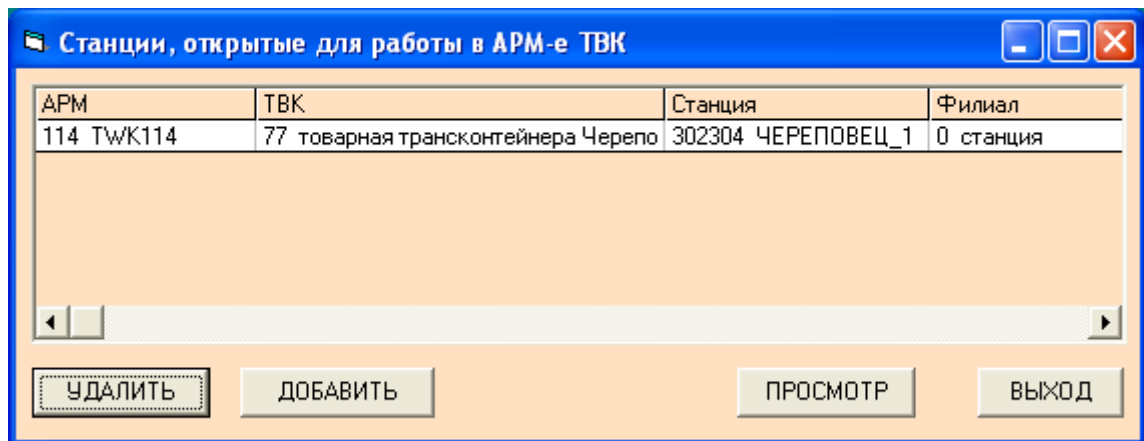 Станции, открытые для работы в АРМ-е ТВК
АРМ ТВК Станция Филиал
114 TWK114 77 товарная трансконтейнера Черепо 302304 ЧЕРЕПОВЕЦ_1 0 станция
УДАЛИТЬ ДОБАВИТЬ ПРОСМОТР ВЫХОД